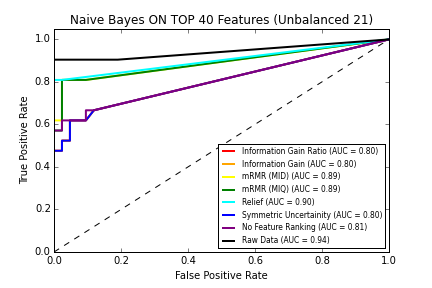 Naive Bayes ON TOP 40 Features (Unbalanced 21)
1.0
0.8
0.6
0.4
0.2
0.0
True Positive Rate
Information Gain Ratio (AUC = 0.80)
Information Gain (AUC = 0.80)
mRMR (MID) (AUC = 0.89)
mRMR (MIQ) (AUC = 0.89)
Relief (AUC = 0.90)
Symmetric Uncertainity (AUC = 0.80)
No Feature Ranking (AUC = 0.81)
Raw Data (AUC = 0.94)
0.0 0.2 0.4 0.6 0.8 1.0
False Positive Rate